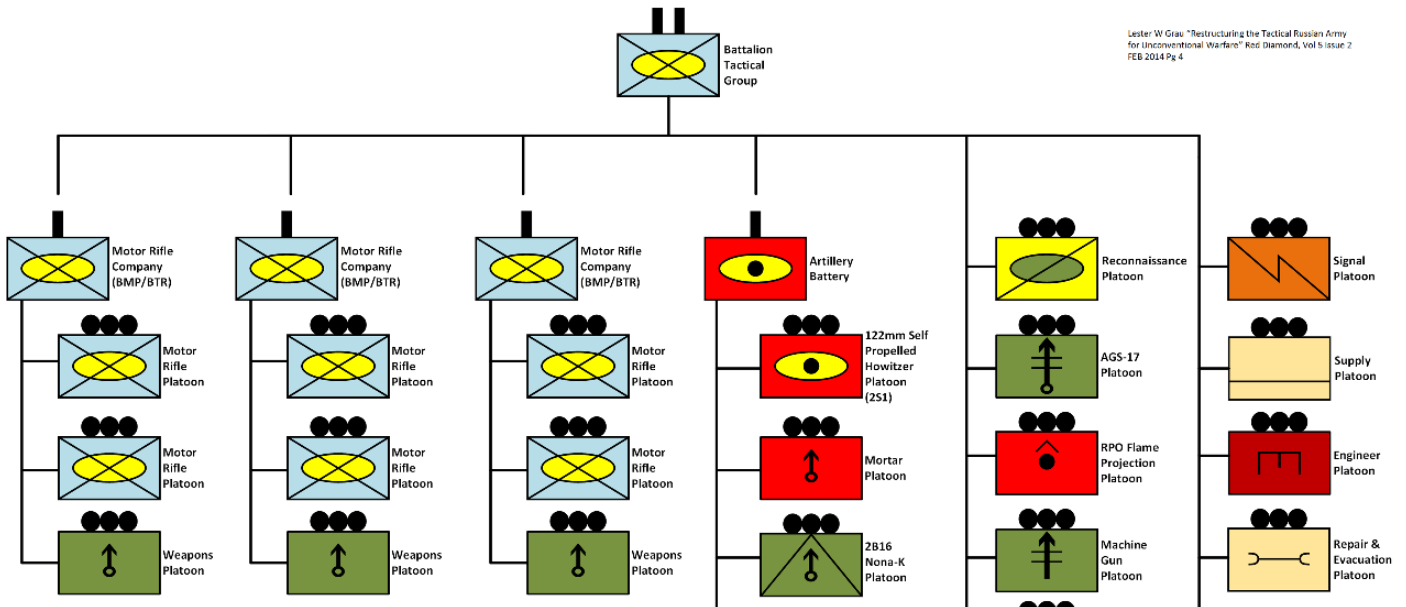 Battalion
Tactical
Group
Lester W Grau "Restructuring the Tactical Russian Army
for Unconventional Warfare" Red Diamond, Vol 5 Issue 2
FEB 2014 Pg 4
Motor Rifle
Company
(BMP/BTR)
Motor Rifle
Company
(BMP/BTR)
Motor Rifle
Company
(BMP/BTR)
Artillery
Battery
Reconnaissance
Platoon
Signal
Platoon
Motor
Rifle
Platoon
Motor
Rifle
Platoon
Motor
Rifle
Platoon
122mm Self
Propelled
Howitzer
Platoon
(2S1)
AGS-17
Platoon
Supply
Platoon
Motor
Rifle
Platoon
Motor
Rifle
Platoon
Motor
Rifle
Platoon
Mortar
Platoon
RPO Flame
Projection
Platoon
Engineer
Platoon
Weapons
Platoon
Weapons
Platoon
Weapons
Platoon
2B16
Nona-K
Platoon
Machine
Gun
Platoon
Repair &
Evacuation
Platoon